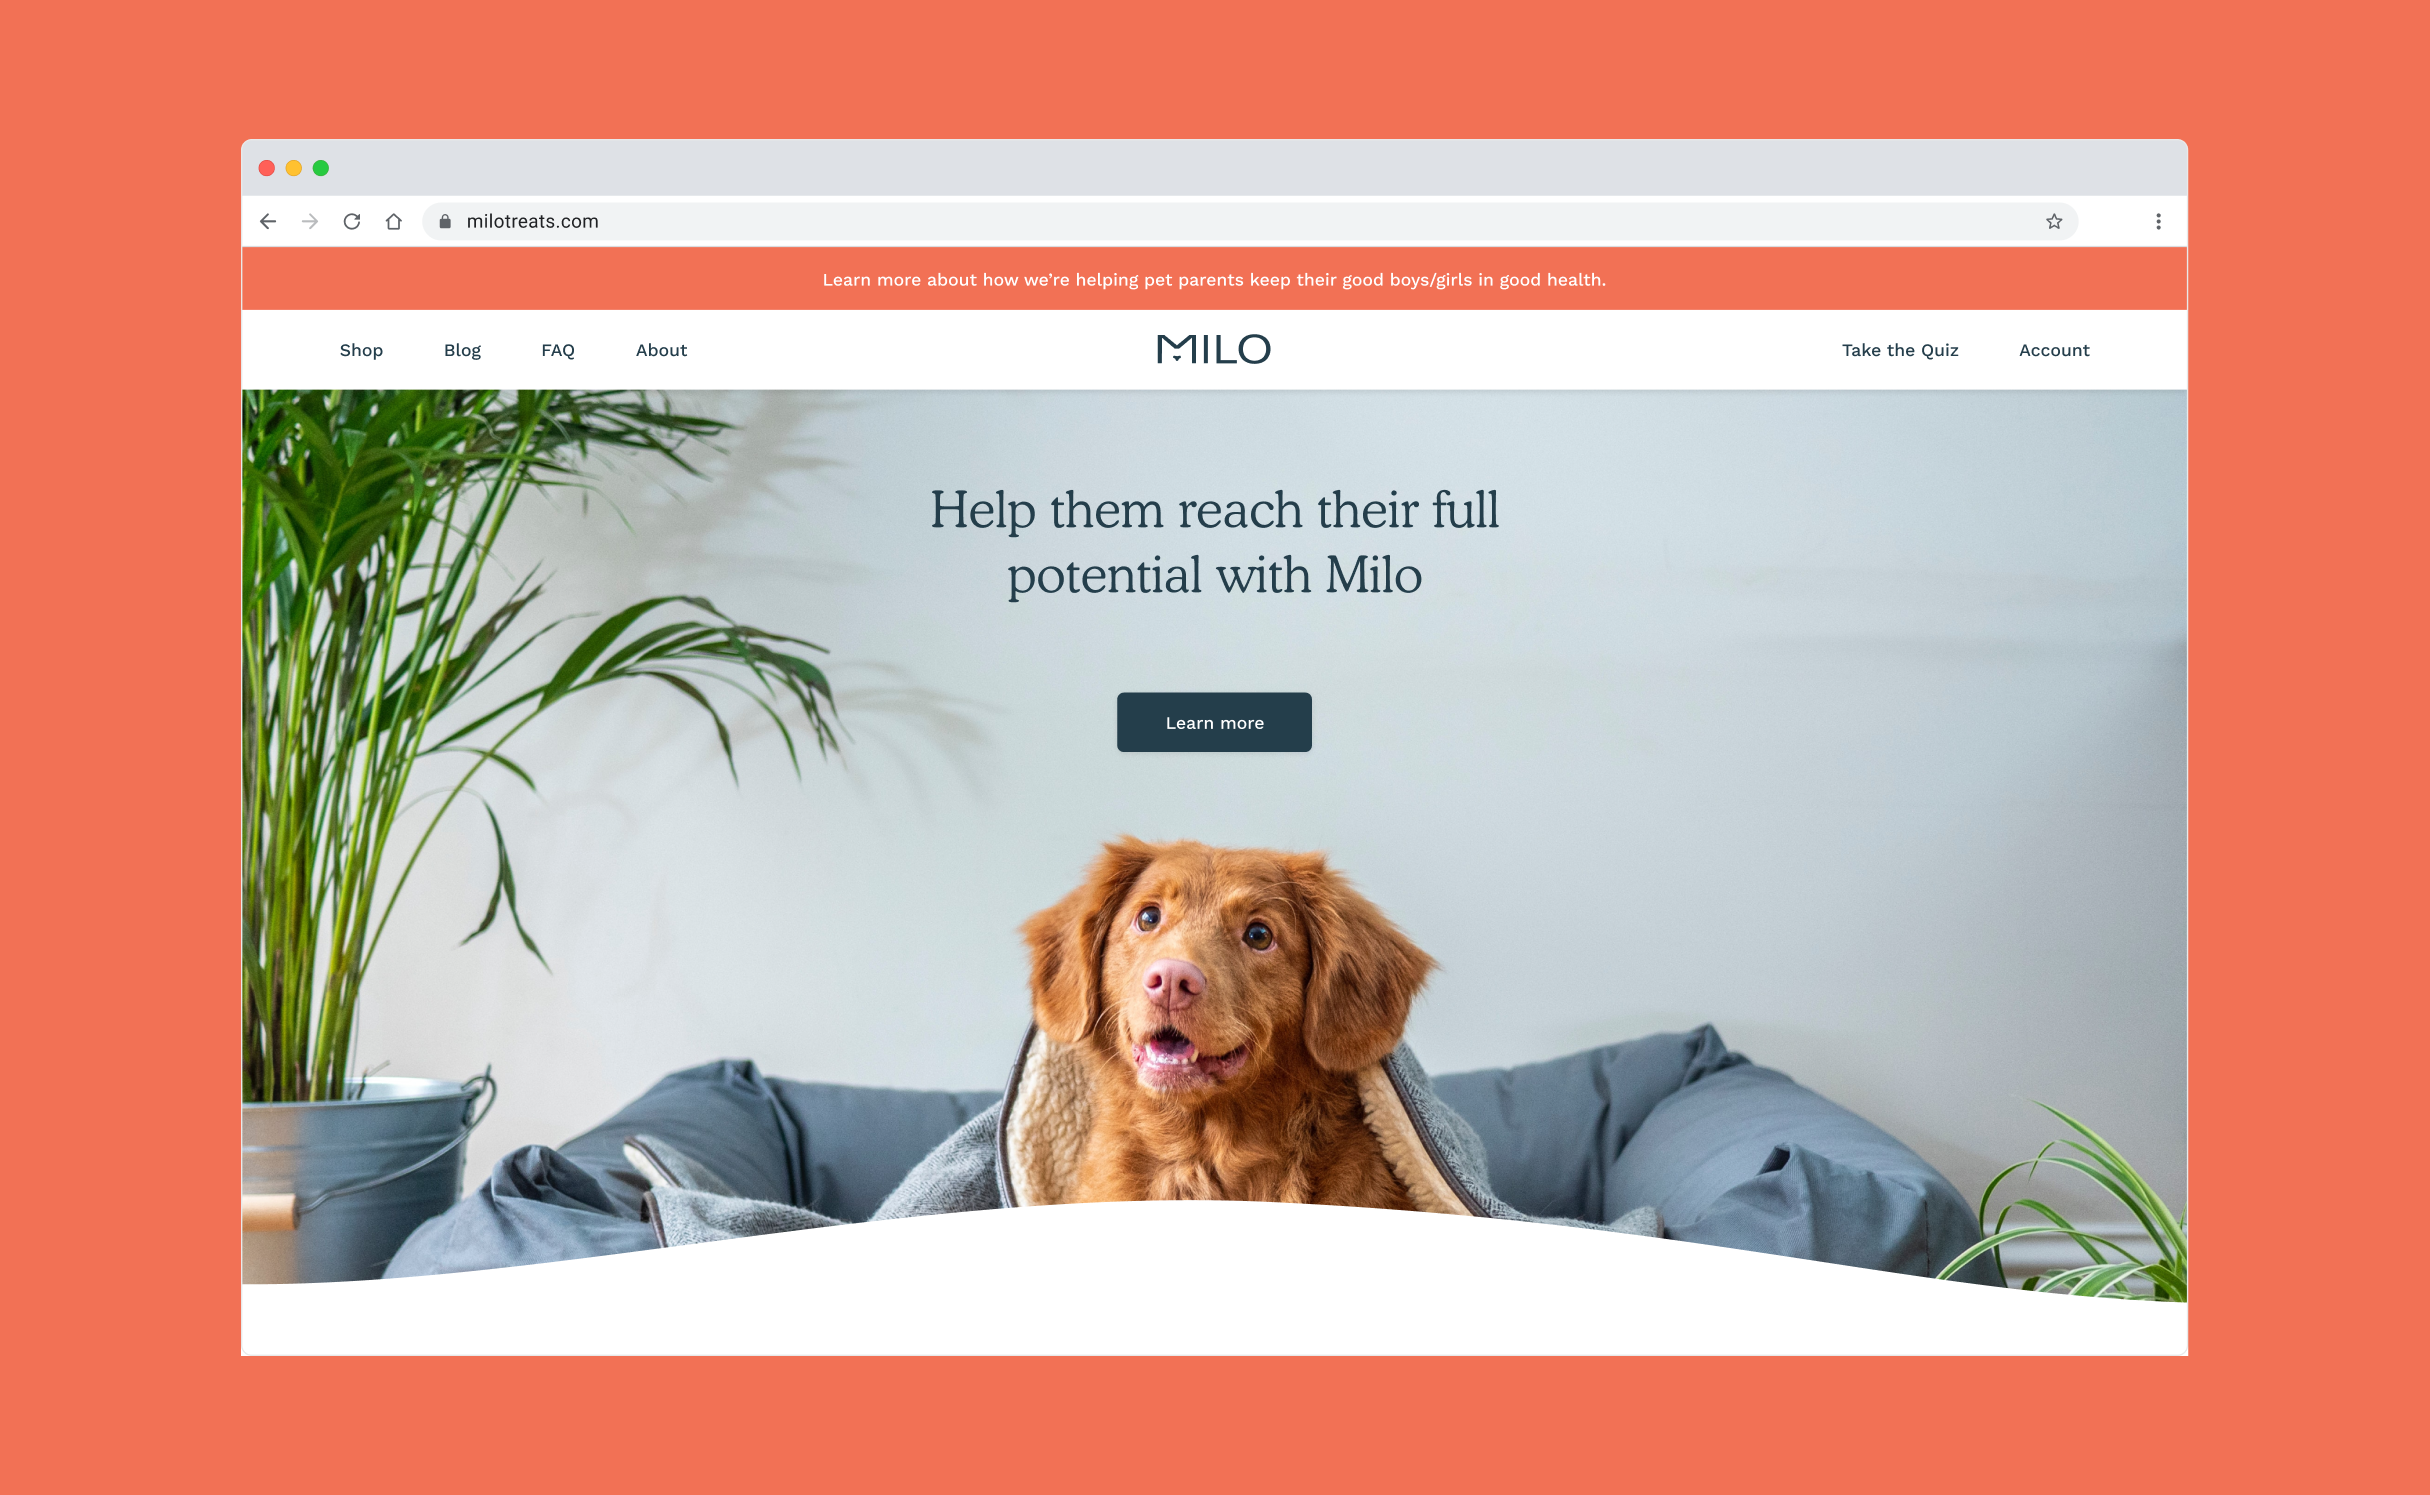 milotreats.com
Learn more about how we’re helping pet parents keep their good boys/girls in good health.
Shop Blog FAQ About MILO Take the Quiz Account
Help them reach their full
potential with Milo
Learn more